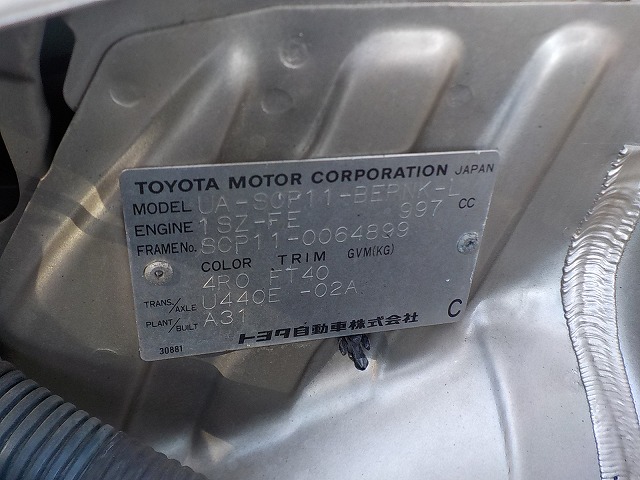 TOYOTA MOTOR CORPORATION JAPAN
MODEL UA-SCP11-BEPNK-L
ENGINE 1SZ-FE 997 CC
FRAME No. SCP11-0064899
COLOR TRIM GVM(KG)
4R0 FT40
TRANS./AXLE U440E -02A
PLANT/BUILT A31 C
30881 トヨタ自動車株式会社